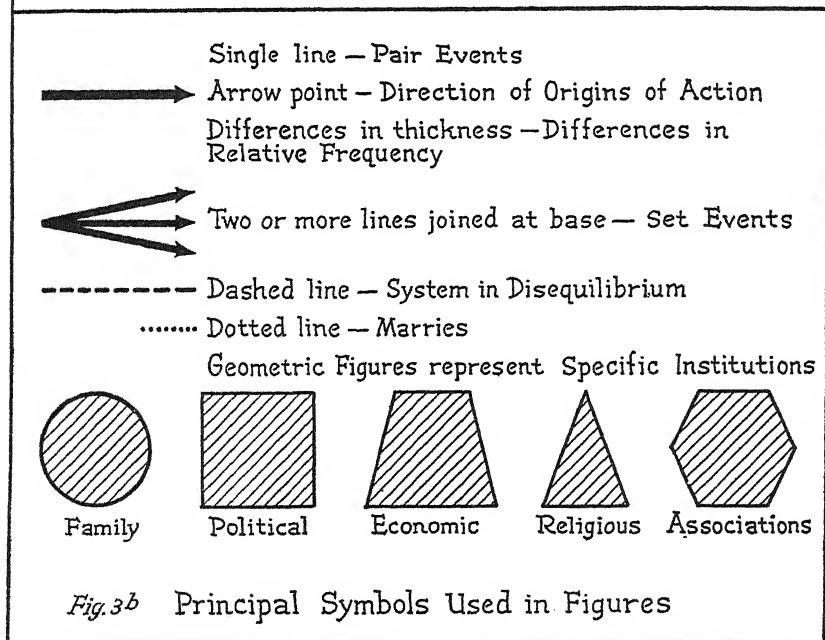 Single line — Pair Events
Arrow point — Direction of Origins of Action
Differences in thickness — Differences in
Relative Frequency
Two or more lines joined at base — Set Events
Dashed line — System in Disequilibrium
Dotted line — Marries
Geometric Figures represent Specific Institutions
Family Political Economic Religious Associations
Fig. 3b Principal Symbols Used in Figures